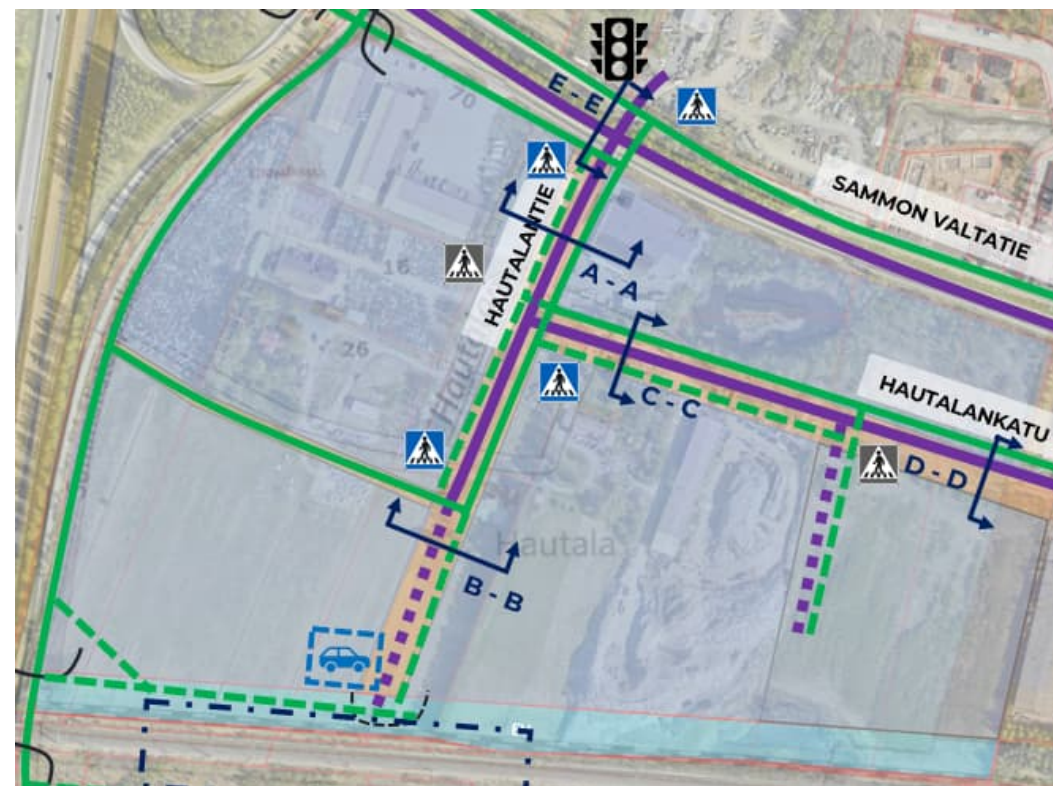 E - E
70
SAMMON VALTATIE
HAUTALANTIE
A - A
16
26
C - C
HAUTALANKATU
D - D
Hautala
B - B